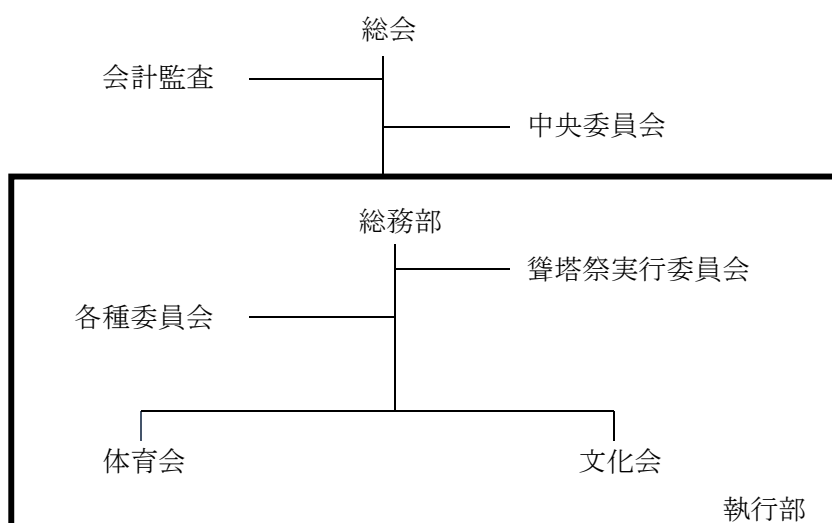 総会
会計監査
中央委員会
総務部
聳塔祭実行委員会
各種委員会
体育会
文化会
執行部